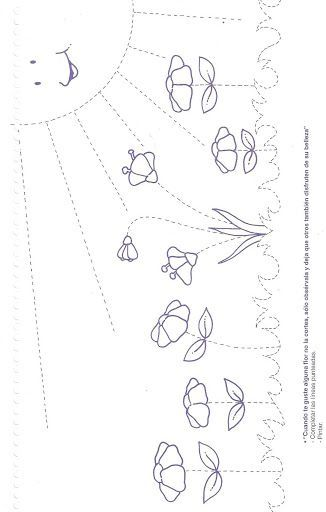 • "Cuando te guste alguna flor no la cortes, sólo obsérvala y deja que otros también disfruten de su belleza"
- Completar las líneas punteadas.
- Pintar.